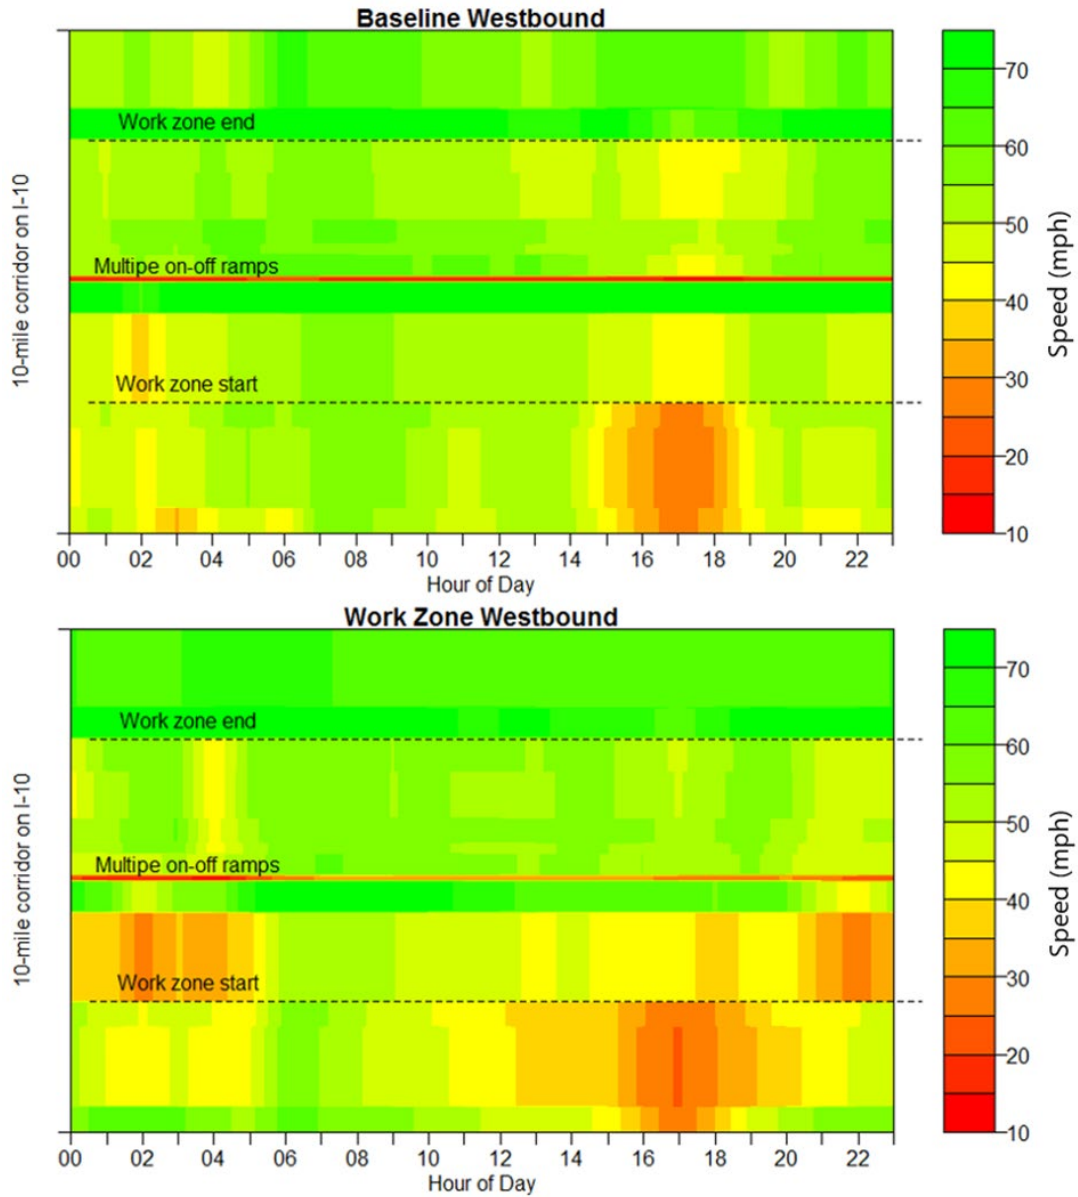 Baseline Westbound
Work zone end
Multipe on-off ramps
Work zone start
10-mile corridor on I-10
00 02 04 06 08 10 12 14 16 18 20 22
Hour of Day
70
60
50
40
30
20
10
Speed (mph)
Work Zone Westbound
Work zone end
Multipe on-off ramps
Work zone start
10-mile corridor on I-10
00 02 04 06 08 10 12 14 16 18 20 22
Hour of Day
70
60
50
40
30
20
10
Speed (mph)